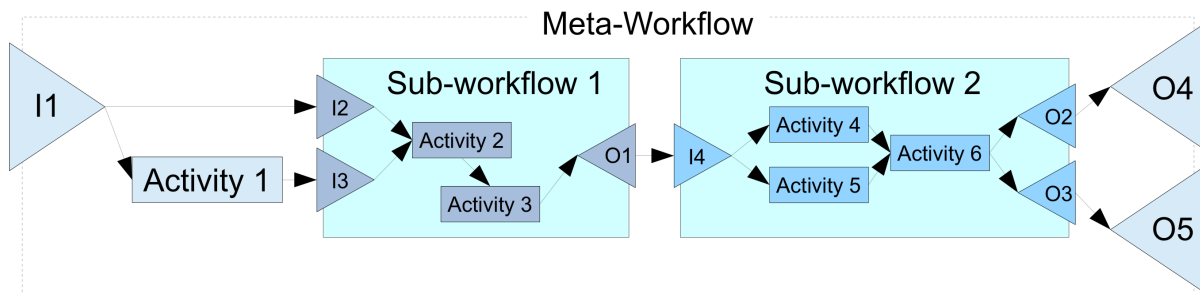 Meta-Workflow
I1
Activity 1
Sub-workflow 1
I2
I3
Activity 2
Activity 3
O1
Sub-workflow 2
I4
Activity 4
Activity 5
Activity 6
O2
O3
O4
O5